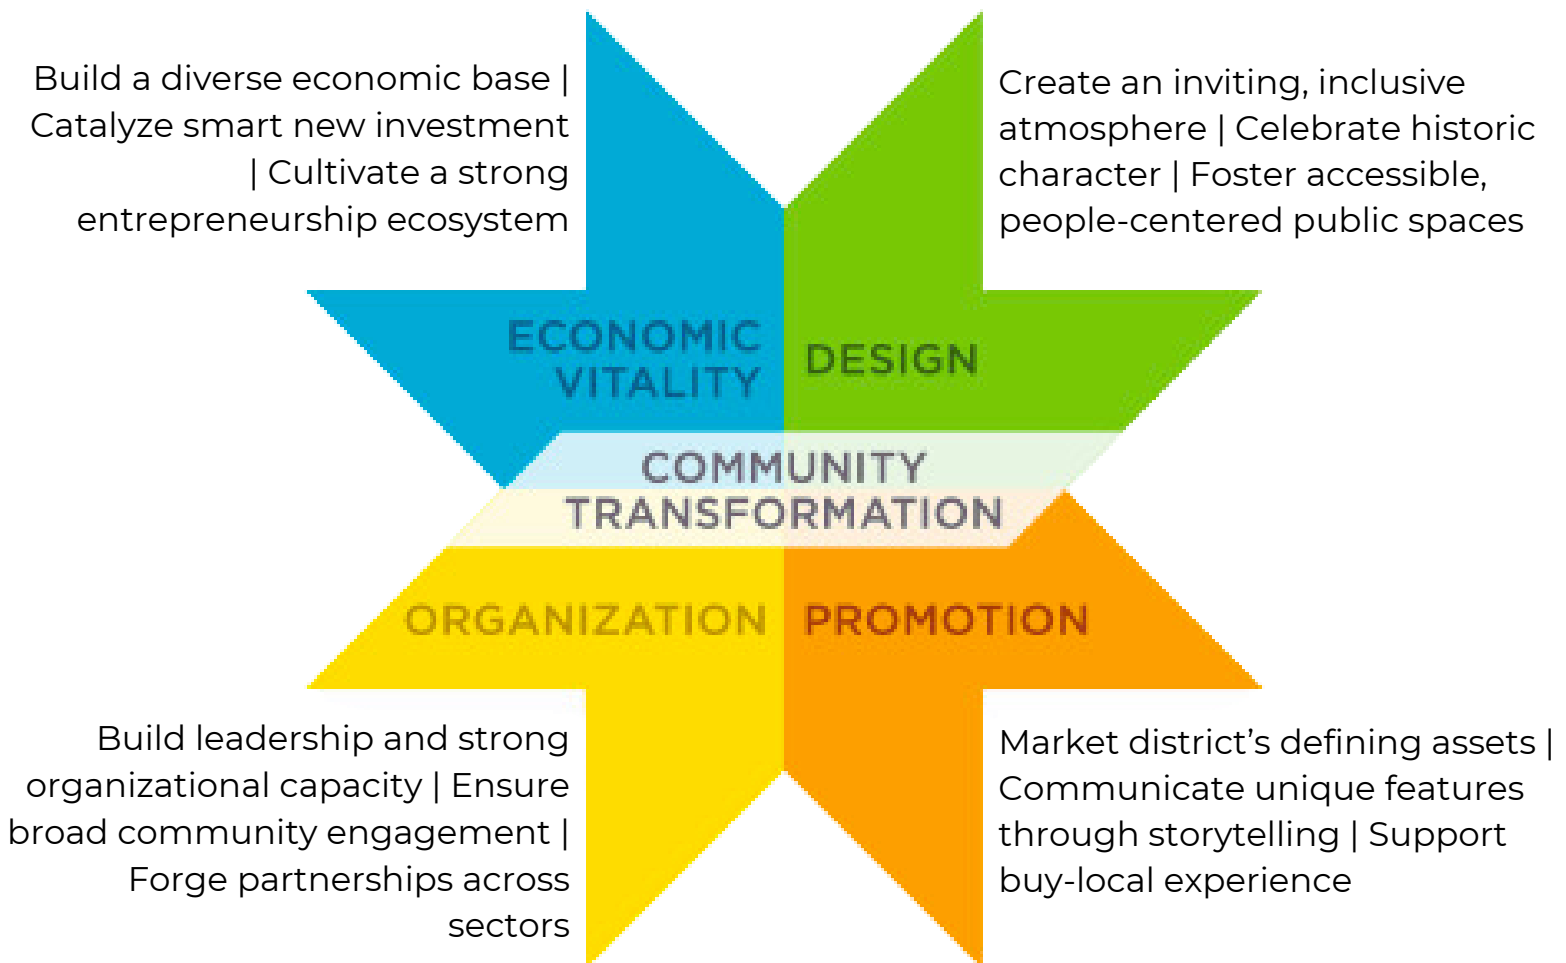 Build a diverse economic base |
Catalyze smart new investment
| Cultivate a strong
entrepreneurship ecosystem
Create an inviting, inclusive
atmosphere | Celebrate historic
character | Foster accessible,
people-centered public spaces
ECONOMIC
VITALITY
DESIGN
COMMUNITY
TRANSFORMATION
ORGANIZATION
PROMOTION
Build leadership and strong
organizational capacity | Ensure
broad community engagement |
Forge partnerships across
sectors
Market district’s defining assets |
Communicate unique features
through storytelling | Support
buy-local experience